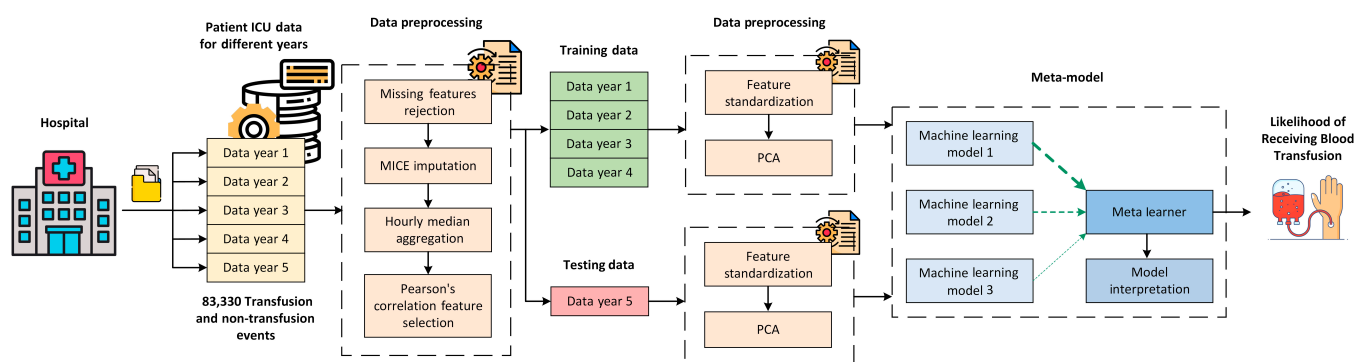 Hospital
Patient ICU data
for different years
Data year 1
Data year 2
Data year 3
Data year 4
Data year 5
83,330 Transfusion
and non-transfusion
events
Data preprocessing
Missing features
rejection
MICE imputation
Hourly median
aggregation
Pearson's
correlation feature
selection
Training data
Data year 1
Data year 2
Data year 3
Data year 4
Testing data
Data year 5
Data preprocessing
Feature
standardization
PCA
Feature
standardization
PCA
Meta-model
Machine learning
model 1
Machine learning
model 2
Machine learning
model 3
Meta learner
Model
interpretation
Likelihood of
Receiving Blood
Transfusion